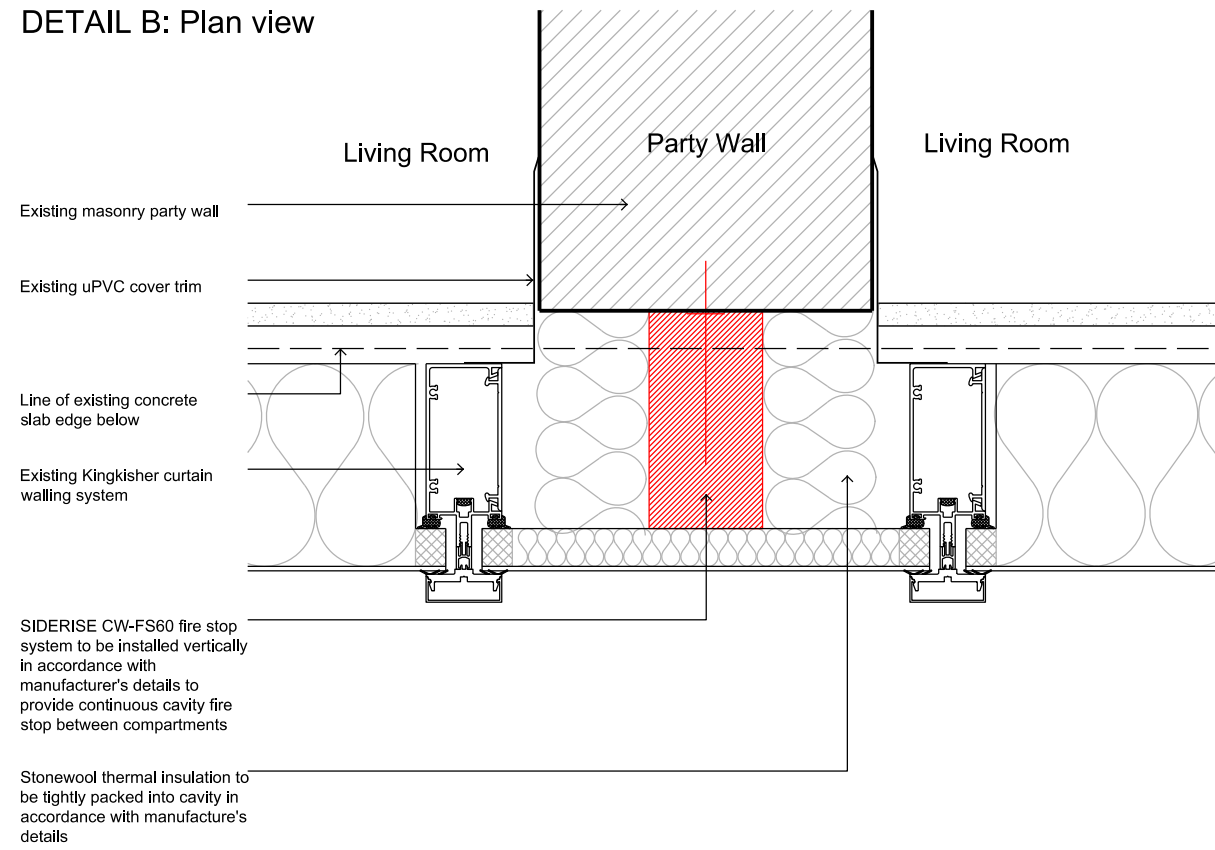 DETAIL B: Plan view
Living Room
Party Wall
Living Room
Existing masonry party wall
Existing uPVC cover trim
Line of existing concrete
slab edge below
Existing Kingkisher curtain
walling system
SIDERISE CW-FS60 fire stop
system to be installed vertically
in accordance with
manufacturer's details to
provide continuous cavity fire
stop between compartments
Stonewool thermal insulation to
be tightly packed into cavity in
accordance with manufacture's
details